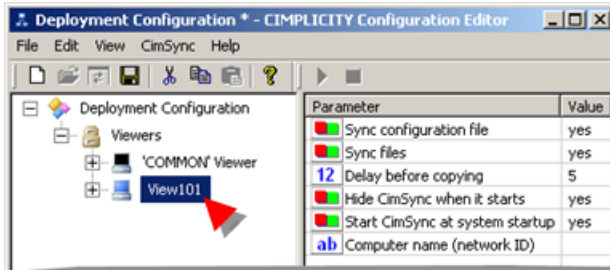 Deployment Configuration * - CIMPLICITY Configuration Editor
File Edit View CimSync Help
Deployment Configuration
Viewers
'COMMON' Viewer
View101
Parameter Value
Sync configuration file yes
Sync files yes
12 Delay before copying 5
Hide CimSync when it starts yes
Start CimSync at system startup yes
ab Computer name (network ID)